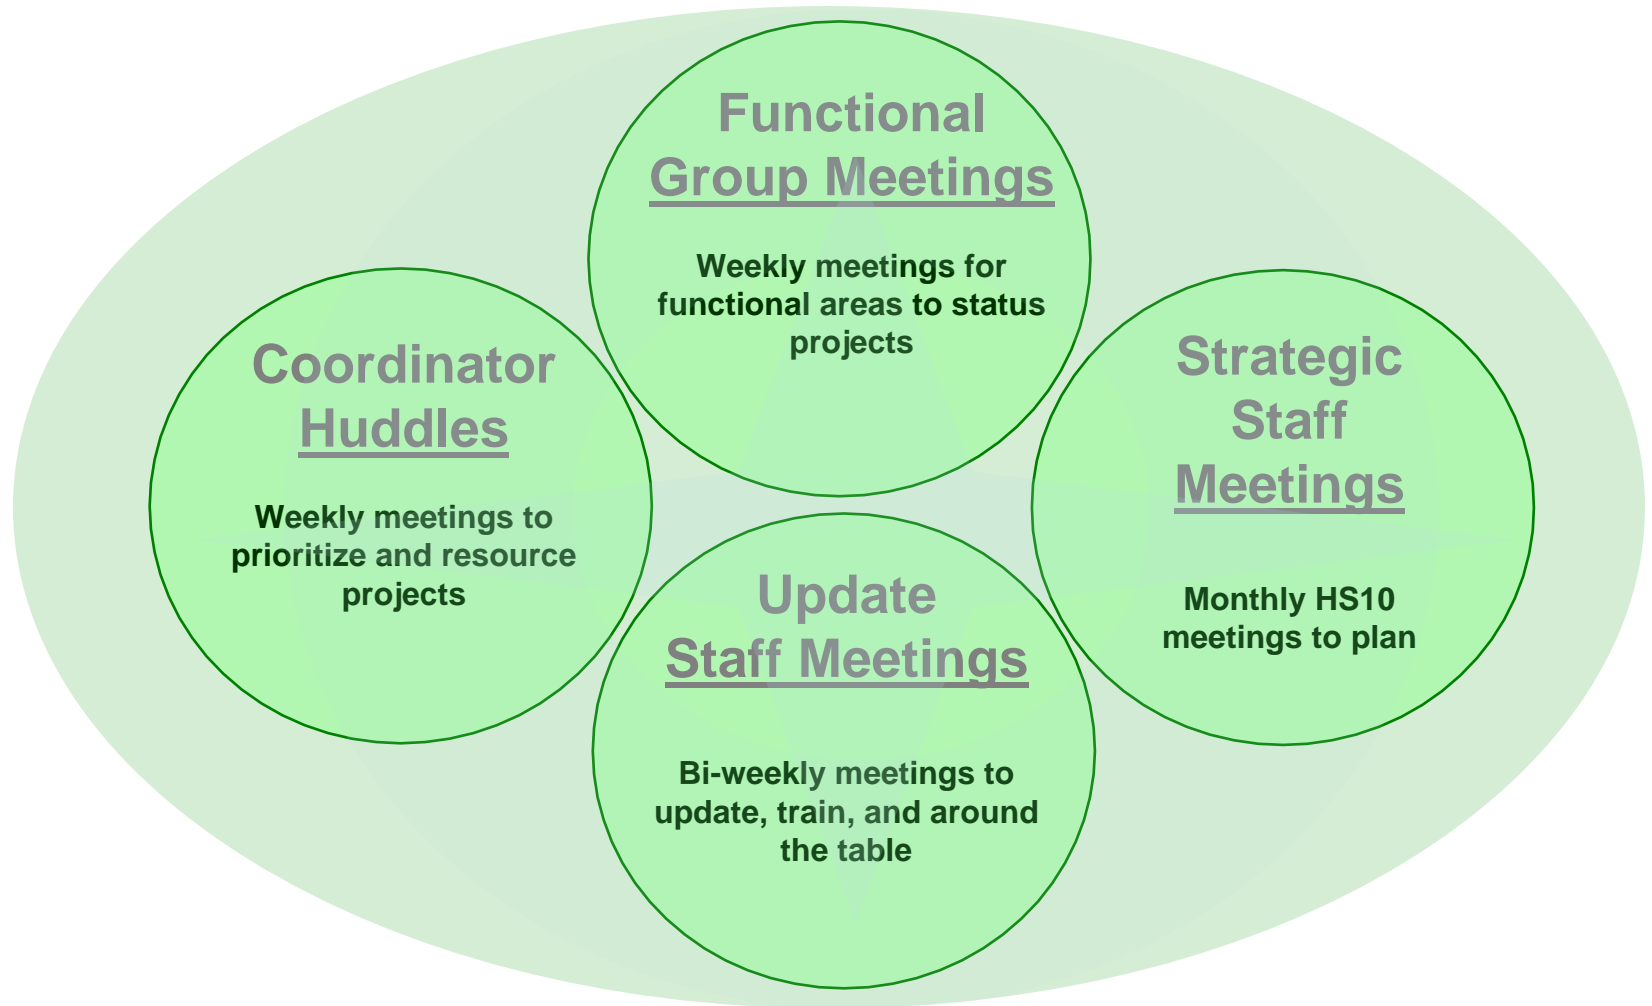 Functional
Group Meetings
Weekly meetings for
functional areas to status
projects
Coordinator
Huddles
Weekly meetings to
prioritize and resource
projects
Strategic
Staff
Meetings
Monthly HS10
meetings to plan
Update
Staff Meetings
Bi-weekly meetings to
update, train, and around
the table